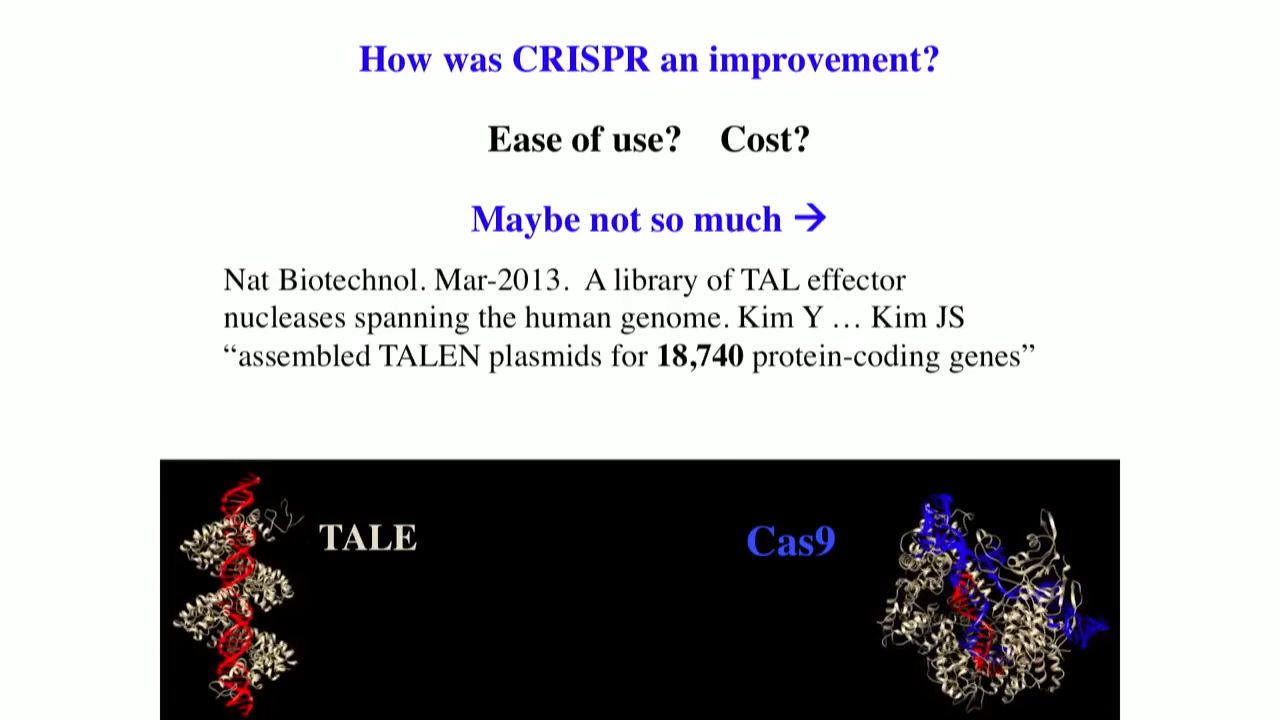 How was CRISPR an improvement?
Ease of use? Cost?
Maybe not so much →
Nat Biotechnol. Mar-2013. A library of TAL effector
nucleases spanning the human genome. Kim Y … Kim JS
“assembled TALEN plasmids for 18,740 protein-coding genes”
TALE
Cas9